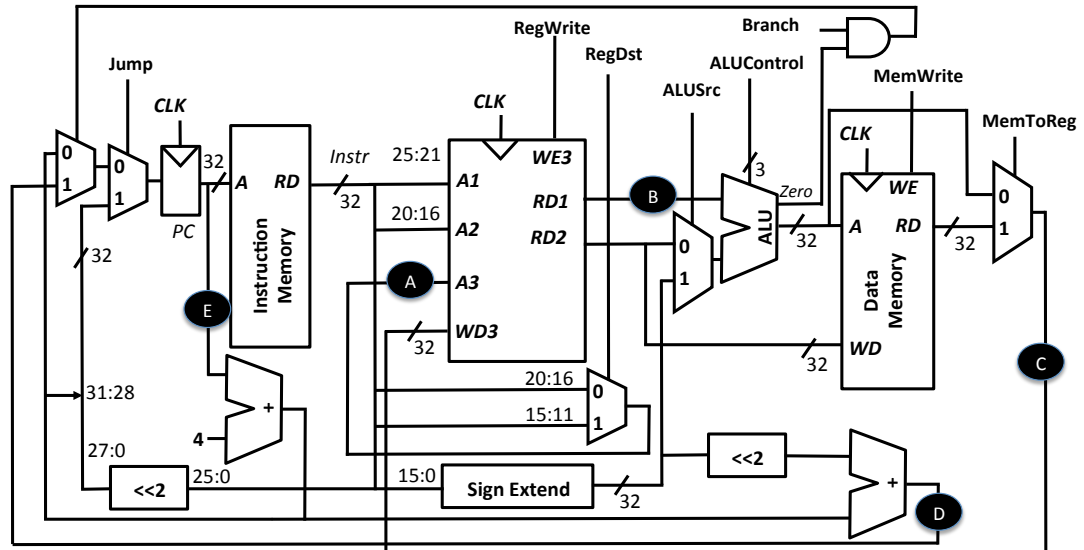 Branch
RegWrite
RegDst
ALUControl
Jump
MemWrite
ALUSrc
CLK
CLK
MemToReg
CLK
0
1
0
1
32
A
RD
Instr
32
25:21
WE3
A1
RD1
B
3
Zero
WE
0
1
PC
20:16
A2
RD2
0
1
ALU
32
A
RD
32
32
E
Instruction
Memory
A
A3
WD3
32
Data
Memory
32
WD
C
31:28
20:16
0
15:11
1
+
4
27:0
<<2
25:0
15:0
Sign Extend
32
<<2
+
D